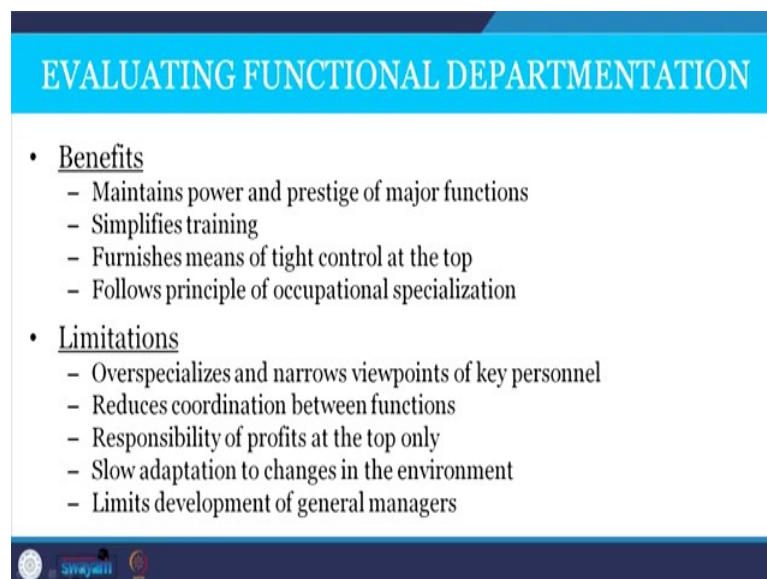 EVALUATING FUNCTIONAL DEPARTMENTATION
• Benefits
– Maintains power and prestige of major functions
– Simplifies training
– Furnishes means of tight control at the top
– Follows principle of occupational specialization
• Limitations
– Overspecializes and narrows viewpoints of key personnel
– Reduces coordination between functions
– Responsibility of profits at the top only
– Slow adaptation to changes in the environment
– Limits development of general managers
swayam